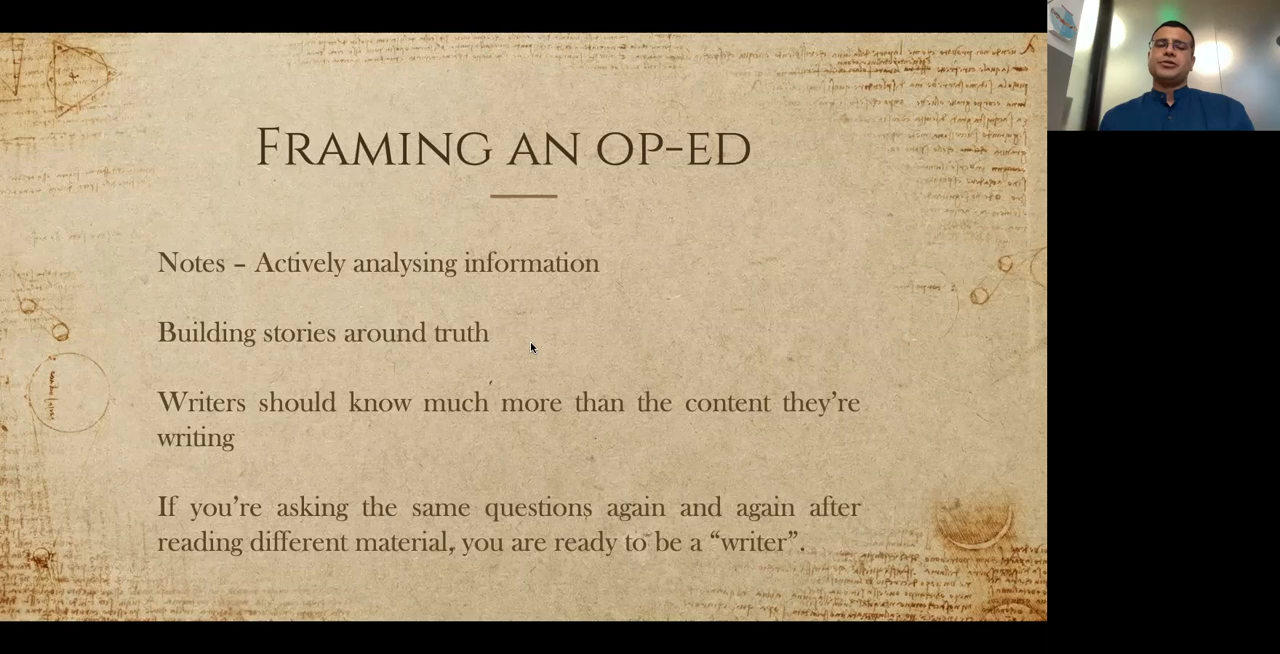 FRAMING AN OP-ED
Notes – Actively analysing information
Building stories around truth
Writers should know much more than the content they’re
writing
If you’re asking the same questions again and again after
reading different material, you are ready to be a “writer”.